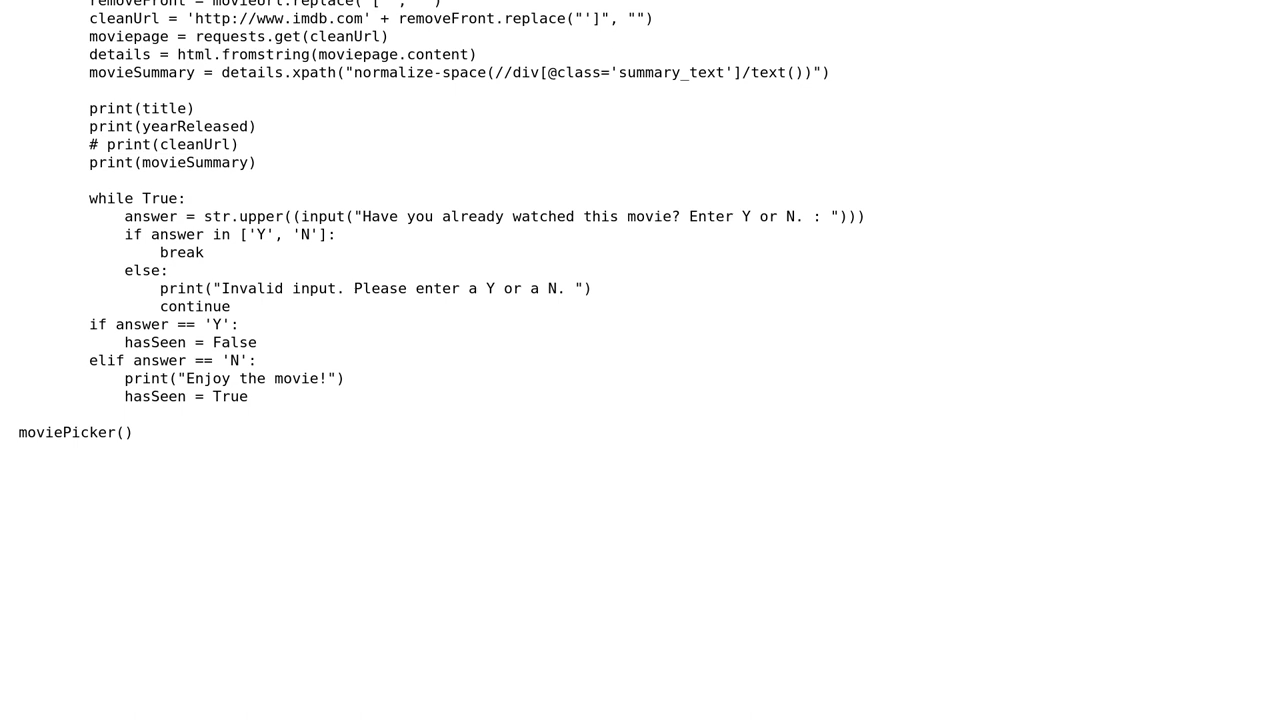 removeFront = movieUrl.replace("['", "")
cleanUrl = 'http://www.imdb.com' + removeFront.replace("']", "")
moviepage = requests.get(cleanUrl)
details = html.fromstring(moviepage.content)
movieSummary = details.xpath("normalize-space(//div[@class='summary_text']/text())")
print(title)
print(yearReleased)
# print(cleanUrl)
print(movieSummary)
while True:
answer = str.upper((input("Have you already watched this movie? Enter Y or N. : ")))
if answer in ['Y', 'N']:
break
else:
print("Invalid input. Please enter a Y or a N. ")
continue
if answer == 'Y':
hasSeen = False
elif answer == 'N':
print("Enjoy the movie!")
hasSeen = True
moviePicker()